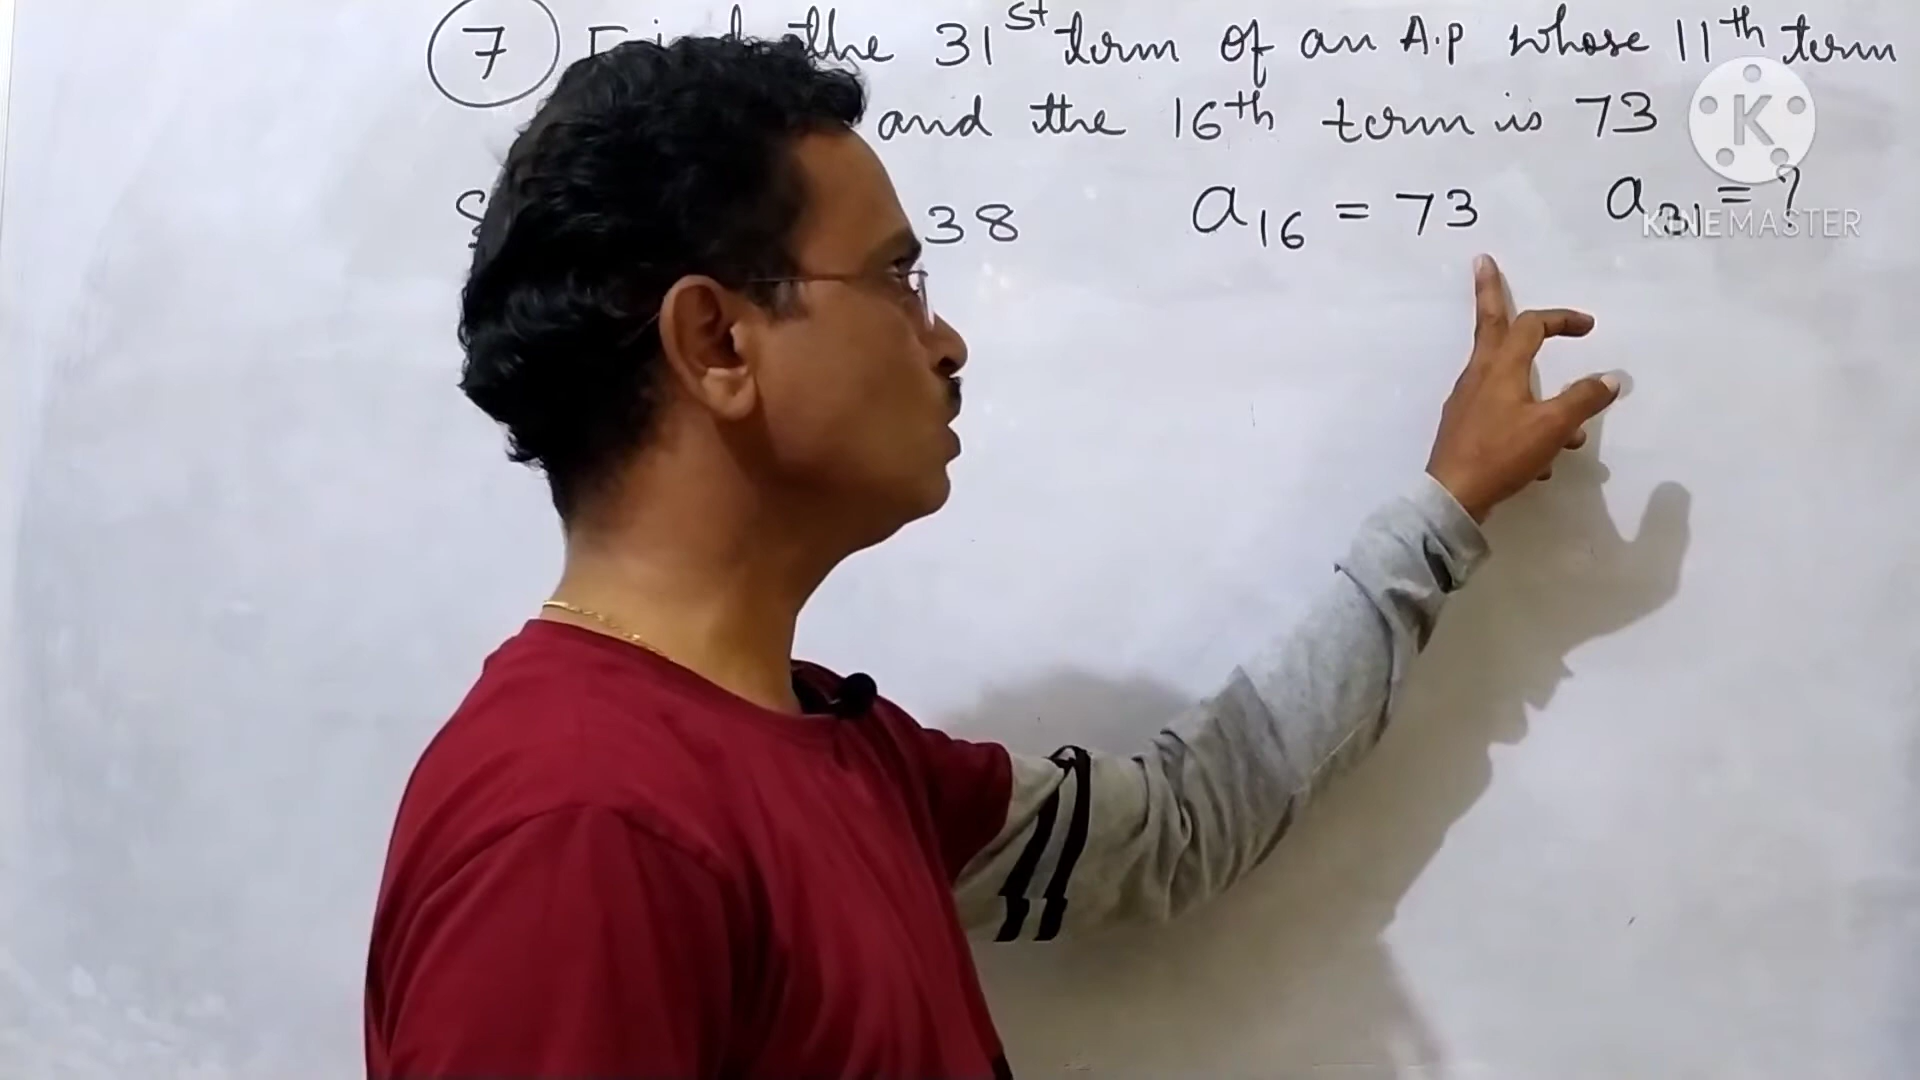 7 the 31st term of an A.P whose 11th term
and the 16th term is 73
38 a16 = 73 a31 = ?
K
KINEMASTER